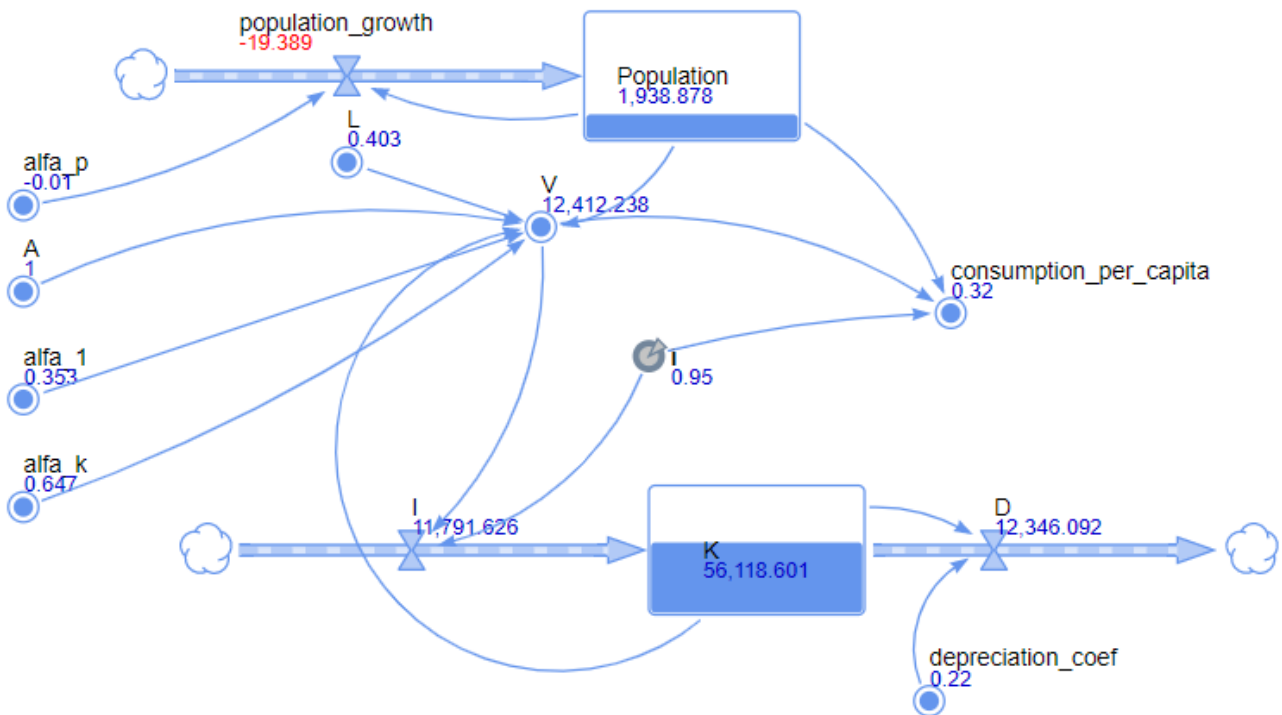 population_growth
-19.389
Population
1,938.878
L
0.403
alfa_p
-0.01
V
12,412.238
A
1
consumption_per_capita
0.32
alfa_1
0.353
i
0.95
alfa_k
0.647
I
11,791.626
K
56,118.601
D
12,346.092
depreciation_coef
0.22